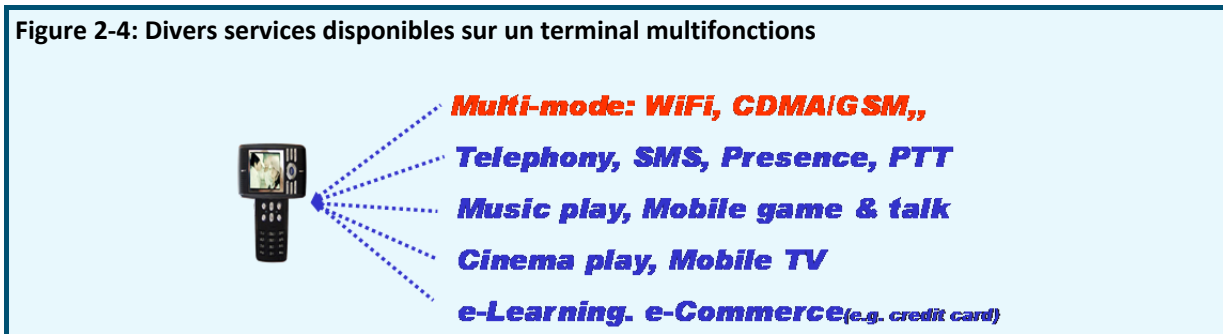 Figure 2-4: Divers services disponibles sur un terminal multifonctions
Multi-mode: WiFi, CDMA/GSM,,
Telephony, SMS, Presence, PTT
Music play, Mobile game & talk
Cinema play, Mobile TV
e-Learning. e-Commerce(e.g. credit card)